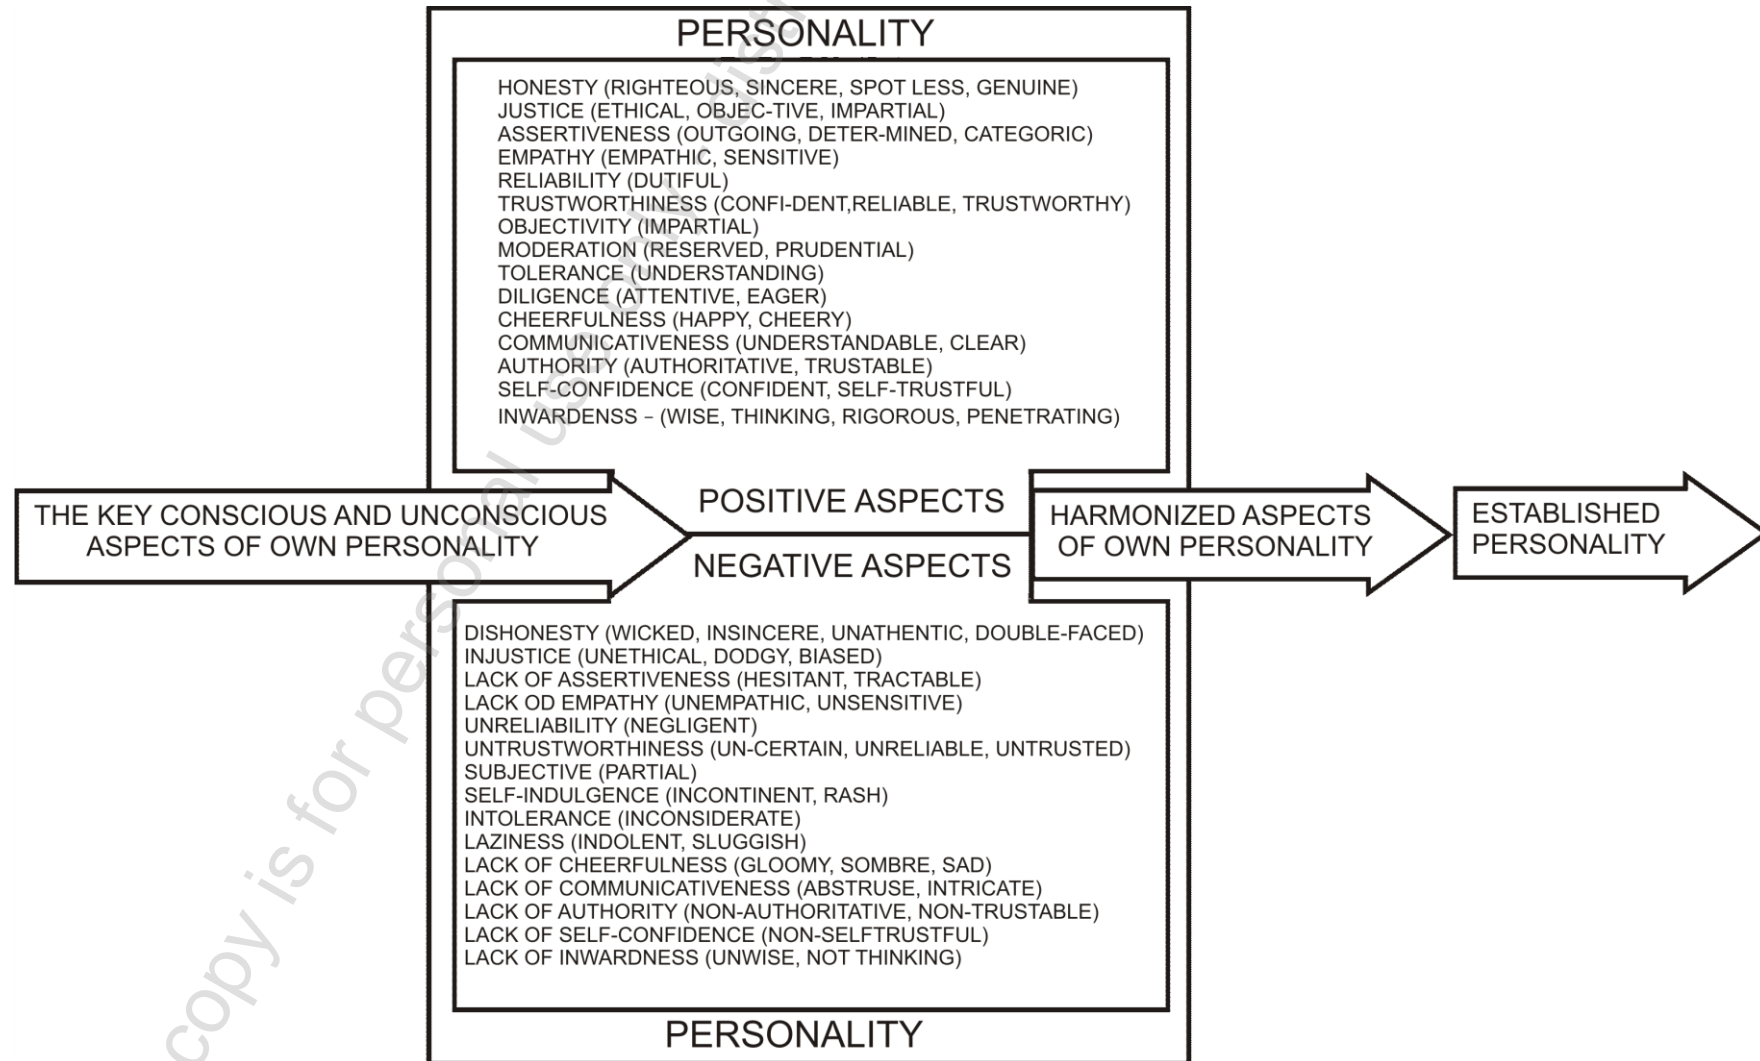 PERSONALITY
HONESTY (RIGHTEOUS, SINCERE, SPOT LESS, GENUINE)
JUSTICE (ETHICAL, OBJEC-TIVE, IMPARTIAL)
ASSERTIVENESS (OUTGOING, DETER-MINED, CATEGORIC)
EMPATHY (EMPATHIC, SENSITIVE)
RELIABILITY (DUTIFUL)
TRUSTWORTHINESS (CONFI-DENT,RELIABLE, TRUSTWORTHY)
OBJECTIVITY (IMPARTIAL)
MODERATION (RESERVED, PRUDENTIAL)
TOLERANCE (UNDERSTANDING)
DILIGENCE (ATTENTIVE, EAGER)
CHEERFULNESS (HAPPY, CHEERY)
COMMUNICATIVENESS (UNDERSTANDABLE, CLEAR)
AUTHORITY (AUTHORITATIVE, TRUSTABLE)
SELF-CONFIDENCE (CONFIDENT, SELF-TRUSTFUL)
INWARDENSS – (WISE, THINKING, RIGOROUS, PENETRATING)
THE KEY CONSCIOUS AND UNCONSCIOUS
ASPECTS OF OWN PERSONALITY
POSITIVE ASPECTS
NEGATIVE ASPECTS
HARMONIZED ASPECTS
OF OWN PERSONALITY
ESTABLISHED
PERSONALITY
DISHONESTY (WICKED, INSINCERE, UNATHENTIC, DOUBLE-FACED)
INJUSTICE (UNETHICAL, DODGY, BIASED)
LACK OF ASSERTIVENESS (HESITANT, TRACTABLE)
LACK OD EMPATHY (UNEMPATHIC, UNSENSITIVE)
UNRELIABILITY (NEGLIGENT)
UNTRUSTWORTHINESS (UN-CERTAIN, UNRELIABLE, UNTRUSTED)
SUBJECTIVE (PARTIAL)
SELF-INDULGENCE (INCONTINENT, RASH)
INTOLERANCE (INCONSIDERATE)
LAZINESS (INDOLENT, SLUGGISH)
LACK OF CHEERFULNESS (GLOOMY, SOMBRE, SAD)
LACK OF COMMUNICATIVENESS (ABSTRUSE, INTRICATE)
LACK OF AUTHORITY (NON-AUTHORITATIVE, NON-TRUSTABLE)
LACK OF SELF-CONFIDENCE (NON-SELFTRUSTFUL)
LACK OF INWARDNESS (UNWISE, NOT THINKING)
PERSONALITY
copy is for personal use only